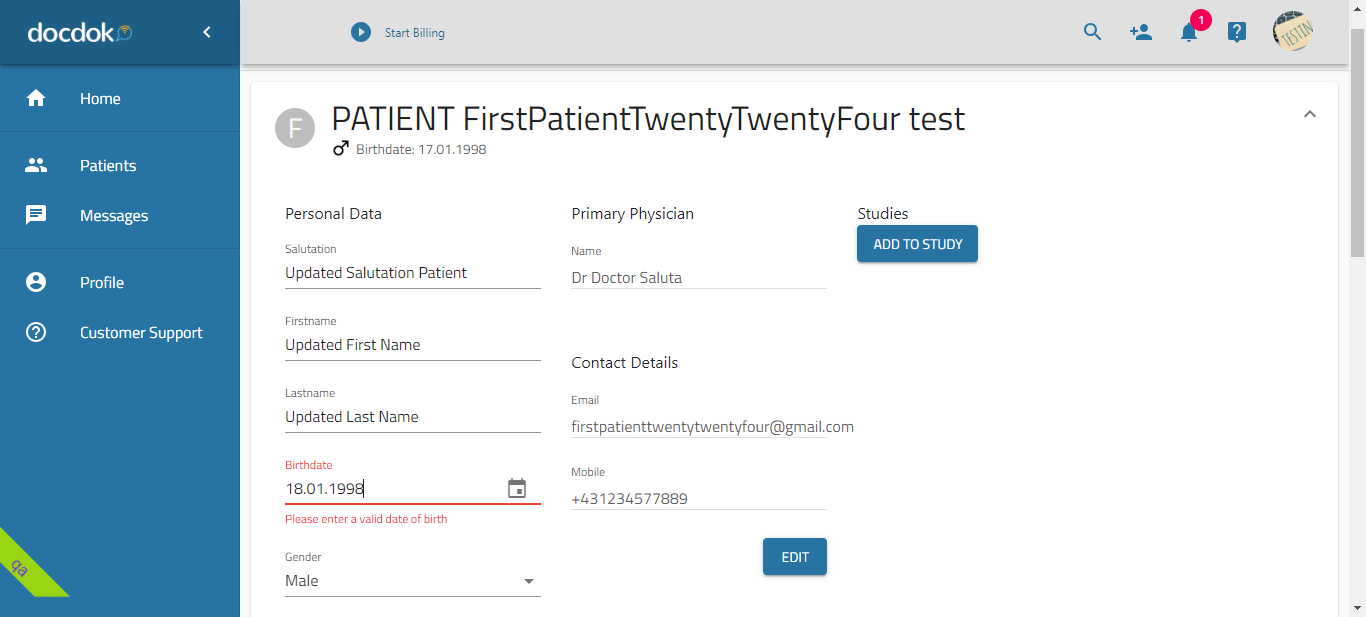 docdok
Start Billing
1
TESTIN
Home
Patients
Messages
Profile
Customer Support
qa
F
PATIENT FirstPatientTwentyTwentyFour test
Birthdate: 17.01.1998
Personal Data
Salutation
Updated Salutation Patient
Firstname
Updated First Name
Lastname
Updated Last Name
Birthdate
18.01.1998
Please enter a valid date of birth
Gender
Male
Primary Physician
Name
Dr Doctor Saluta
Contact Details
Email
firstpatienttwentytwentyfour@gmail.com
Mobile
+431234577889
EDIT
Studies
ADD TO STUDY